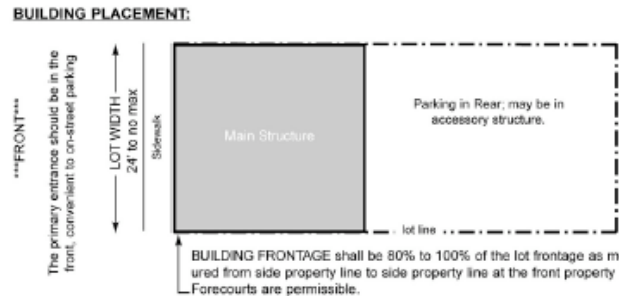 BUILDING PLACEMENT:
***FRONT***
The primary entrance should be in the
front, convenient to on-street parking
LOT WIDTH
24' to no max
Sidewalk
Main Structure
Parking in Rear; may be in
accessory structure.
lot line
BUILDING FRONTAGE shall be 80% to 100% of the lot frontage as m
ured from side property line to side property line at the front property
Forecourts are permissible.